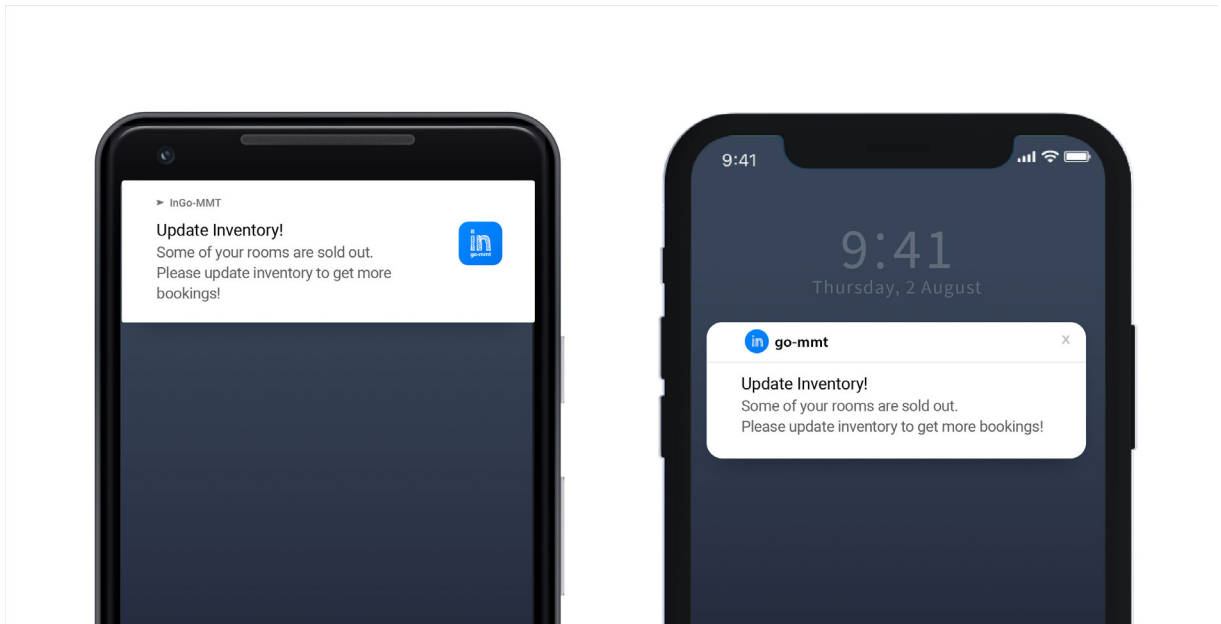 InGo-MMT
Update Inventory!
Some of your rooms are sold out.
Please update inventory to get more
bookings!
in
go-mmt
9:41
9:41
Thursday, 2 August
in go-mmt
X
Update Inventory!
Some of your rooms are sold out.
Please update inventory to get more bookings!